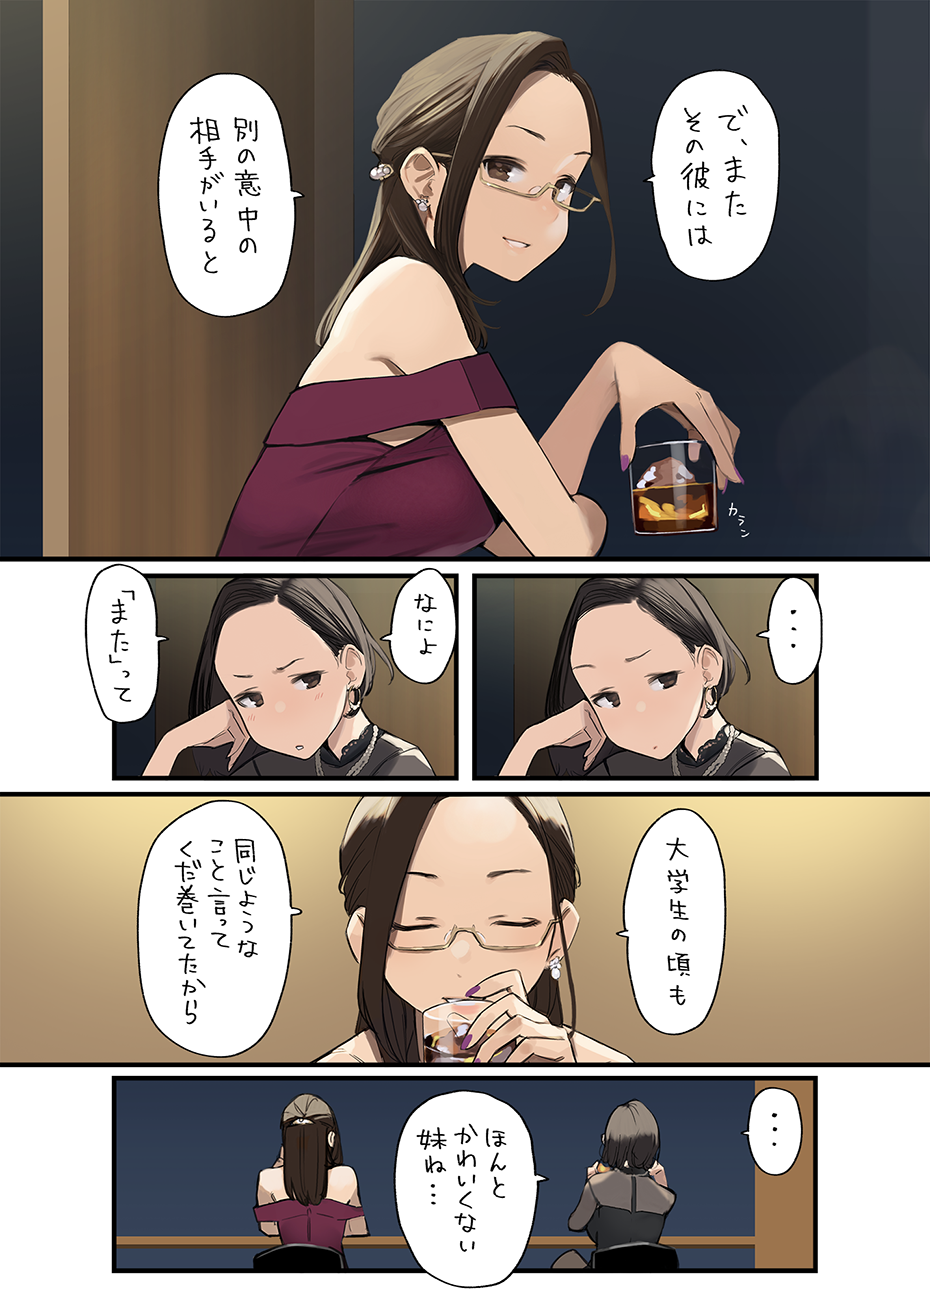 で、また
その彼には
別の意中の
相手がいると
カラン
・・・
なによ
「また」って
大学生の頃も
同じような
こと言って
くだ巻いてたから
・・・
ほんと
かわいくない
妹ね・・・